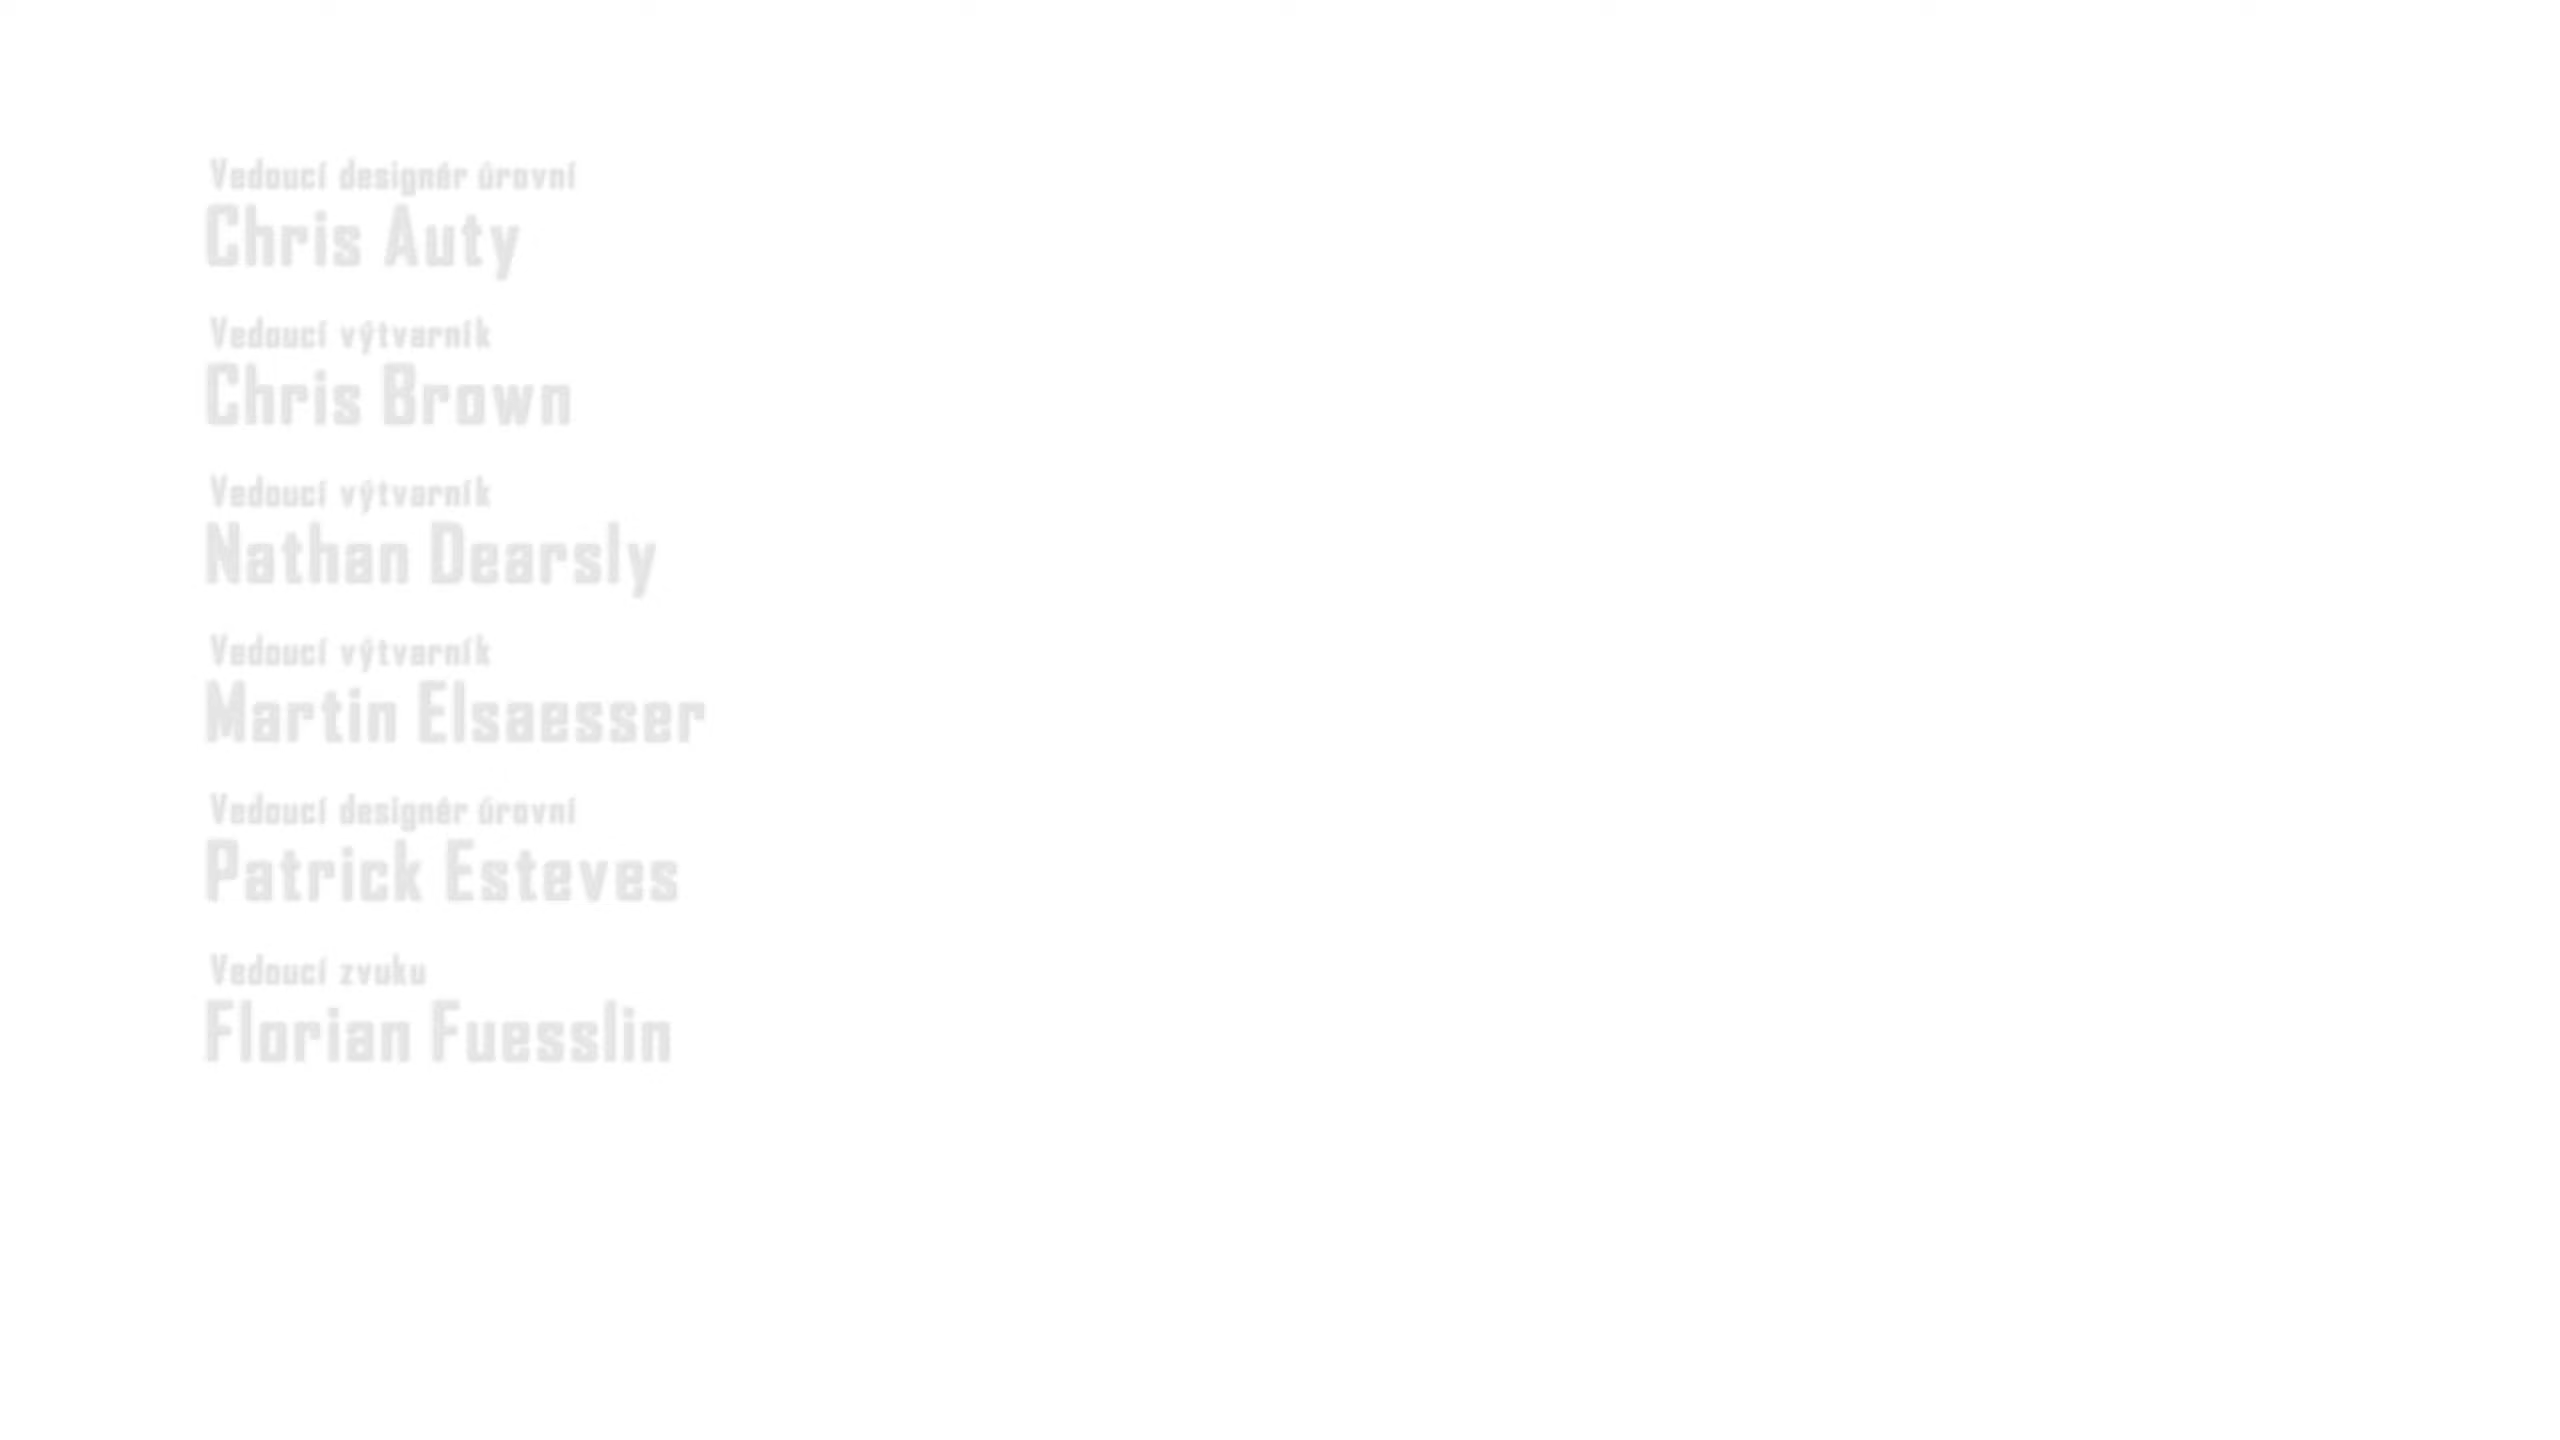 Vedoucí designér úrovní
Chris Auty
Vedoucí výtvarník
Chris Brown
Vedoucí výtvarník
Nathan Dearsly
Vedoucí výtvarník
Martin Elsaesser
Vedoucí designér úrovní
Patrick Esteves
Vedoucí zvuku
Florian Fuesslin